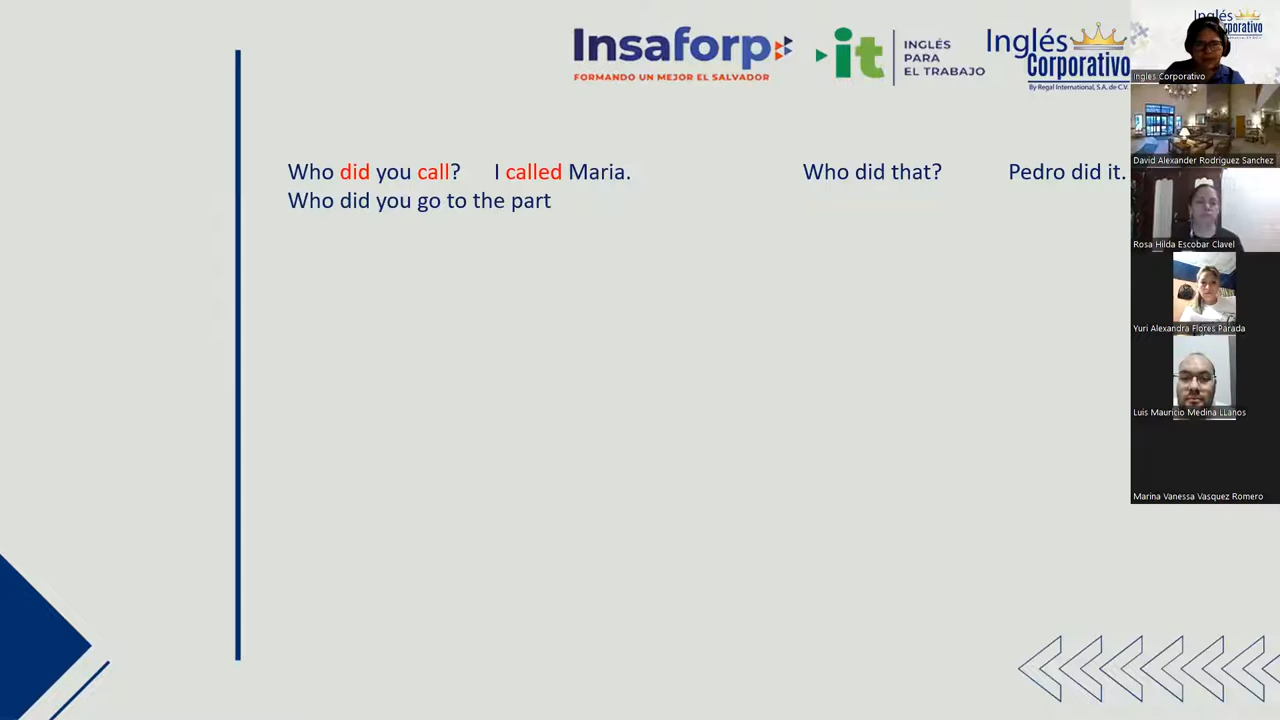 Insaforp
FORMANDO UN MEJOR EL SALVADOR
it
INGLÉS
PARA
EL TRABAJO
Inglés
Corporativo
By Regal International, S.A. de C.V.
Who did you call? I called Maria. Who did that? Pedro did it.
Who did you go to the part
Inglés
Corporativo
Ingles Corporativo
David Alexander Rodriguez Sanchez
Rosa Hilda Escobar Clavel
Yuri Alexandra Flores Parada
Luis Mauricio Medina LLanos
Marina Vanessa Vasquez Romero